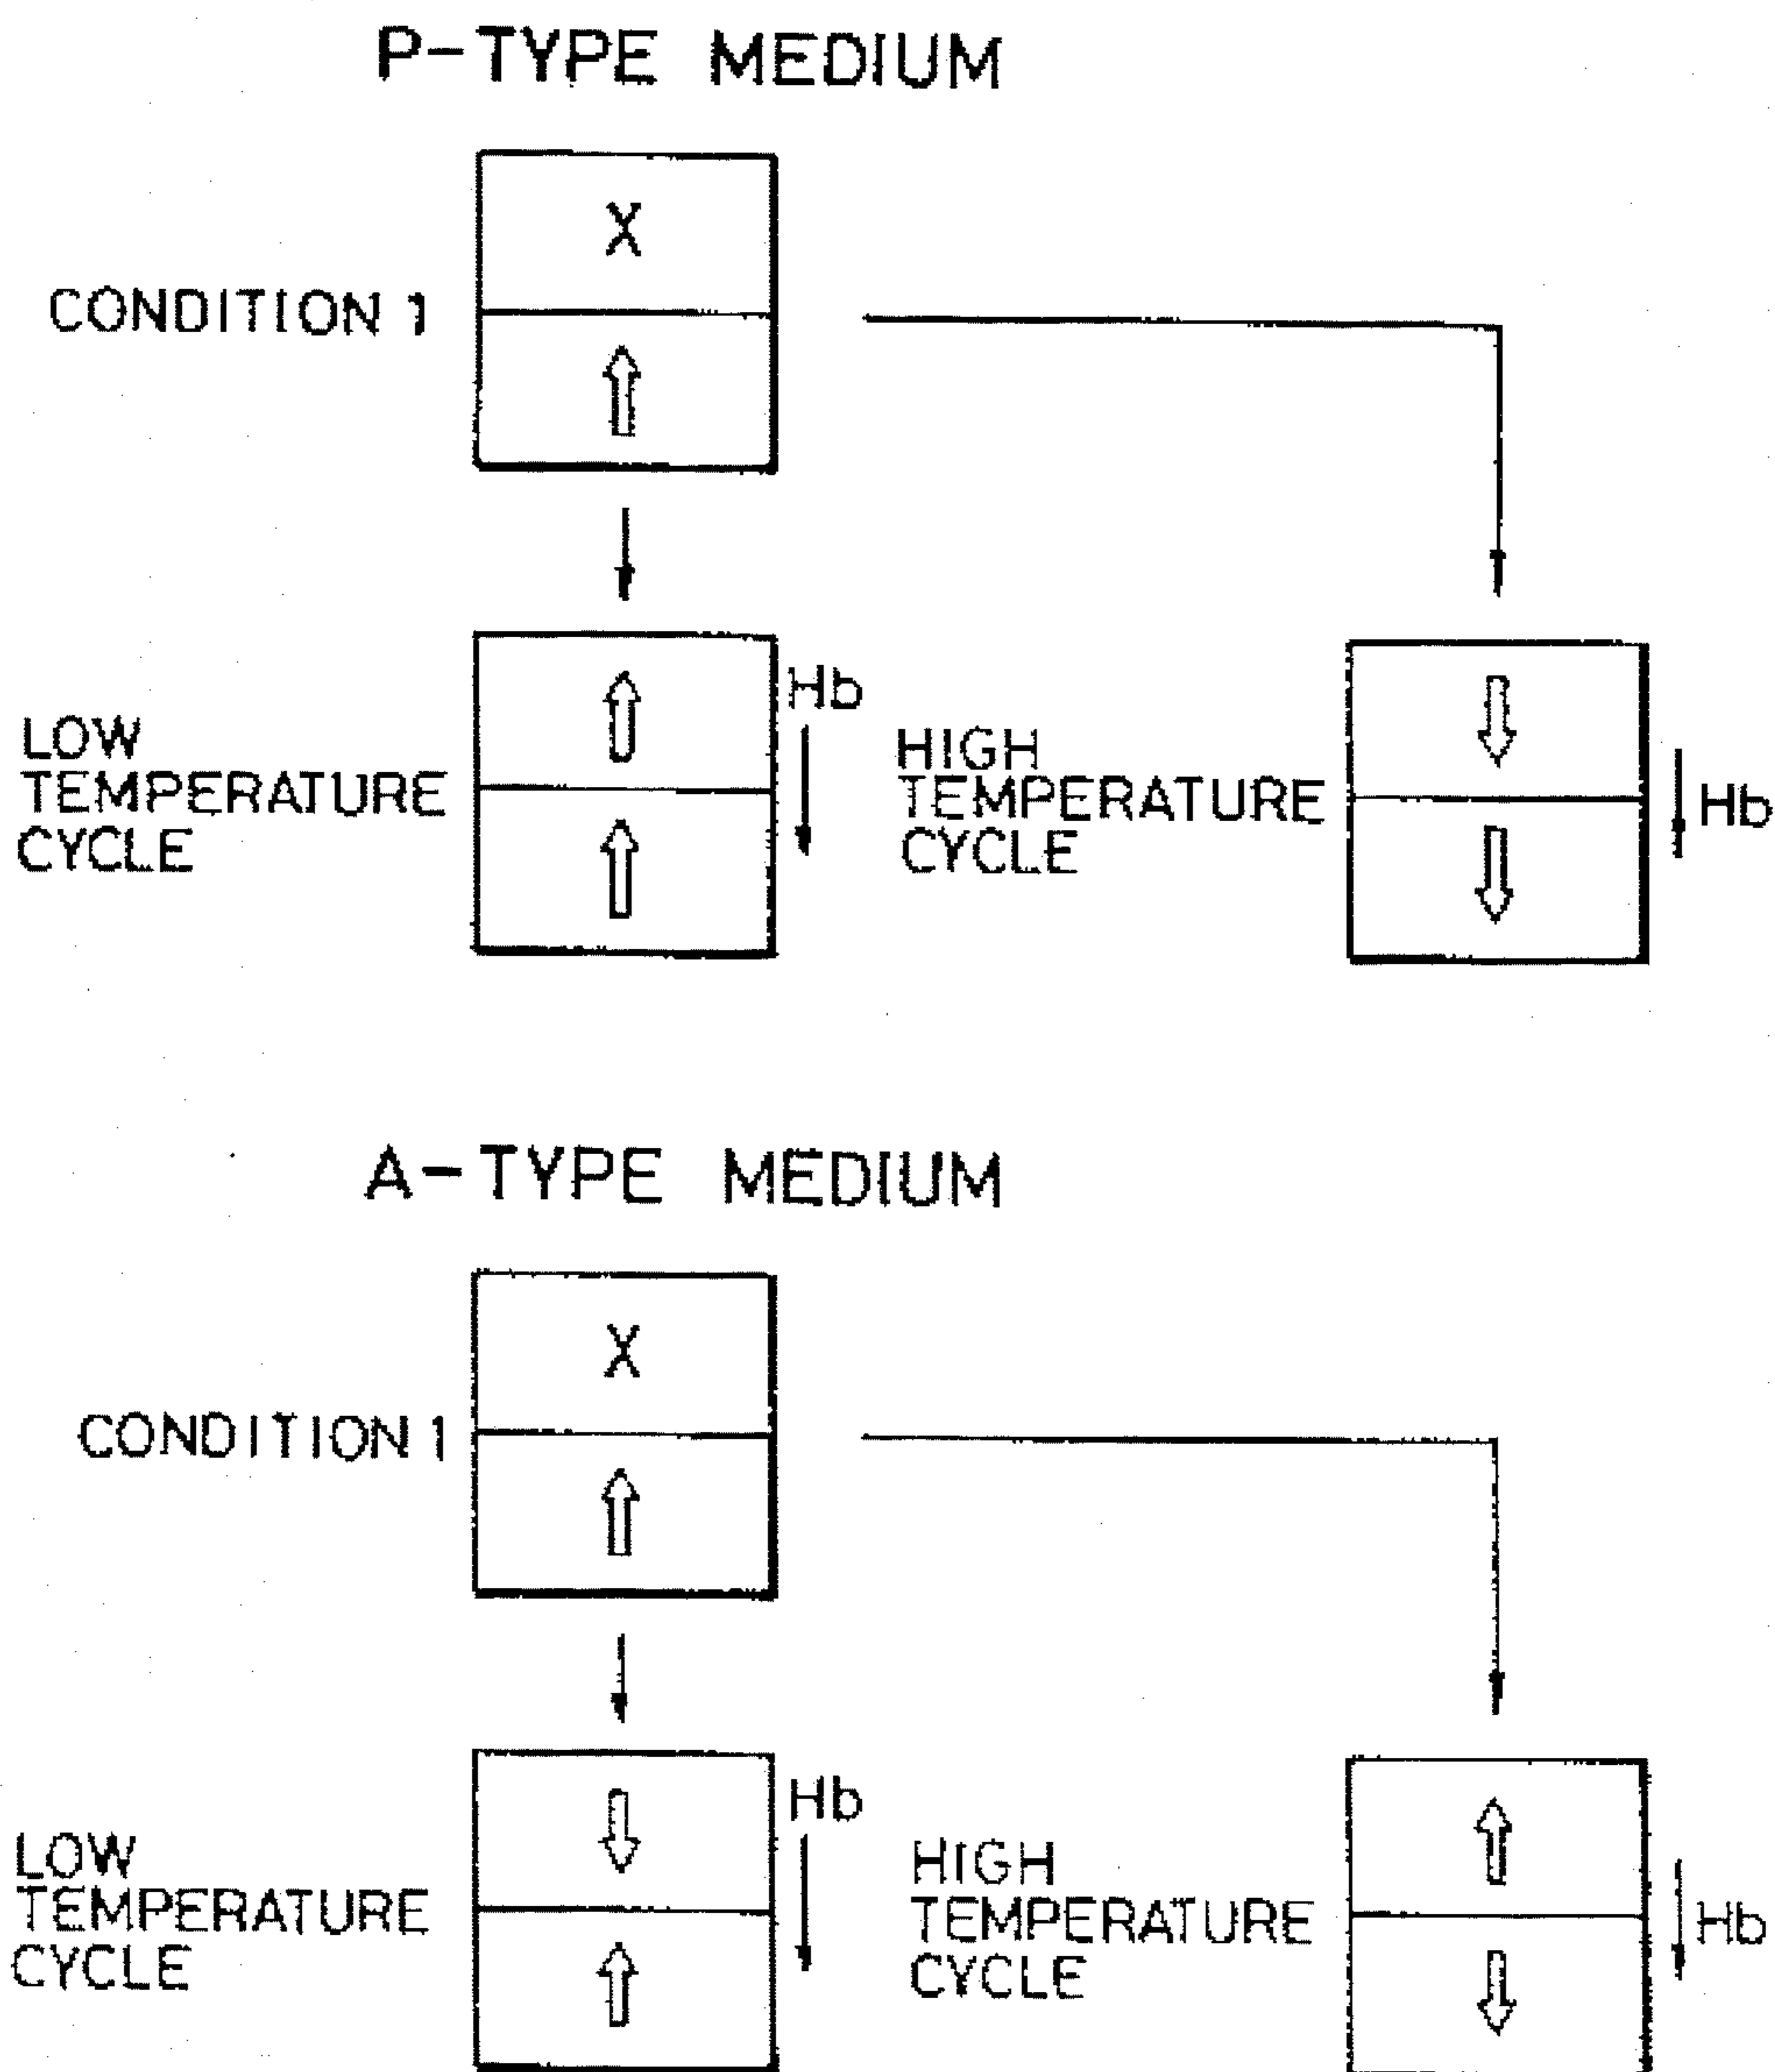 P-TYPE MEDIUM
X
CONDITION 1
LOW
TEMPERATURE
CYCLE
Hb
HIGH
TEMPERATURE
CYCLE
Hb
A-TYPE MEDIUM
X
CONDITION 1
LOW
TEMPERATURE
CYCLE
Hb
HIGH
TEMPERATURE
CYCLE
Hb